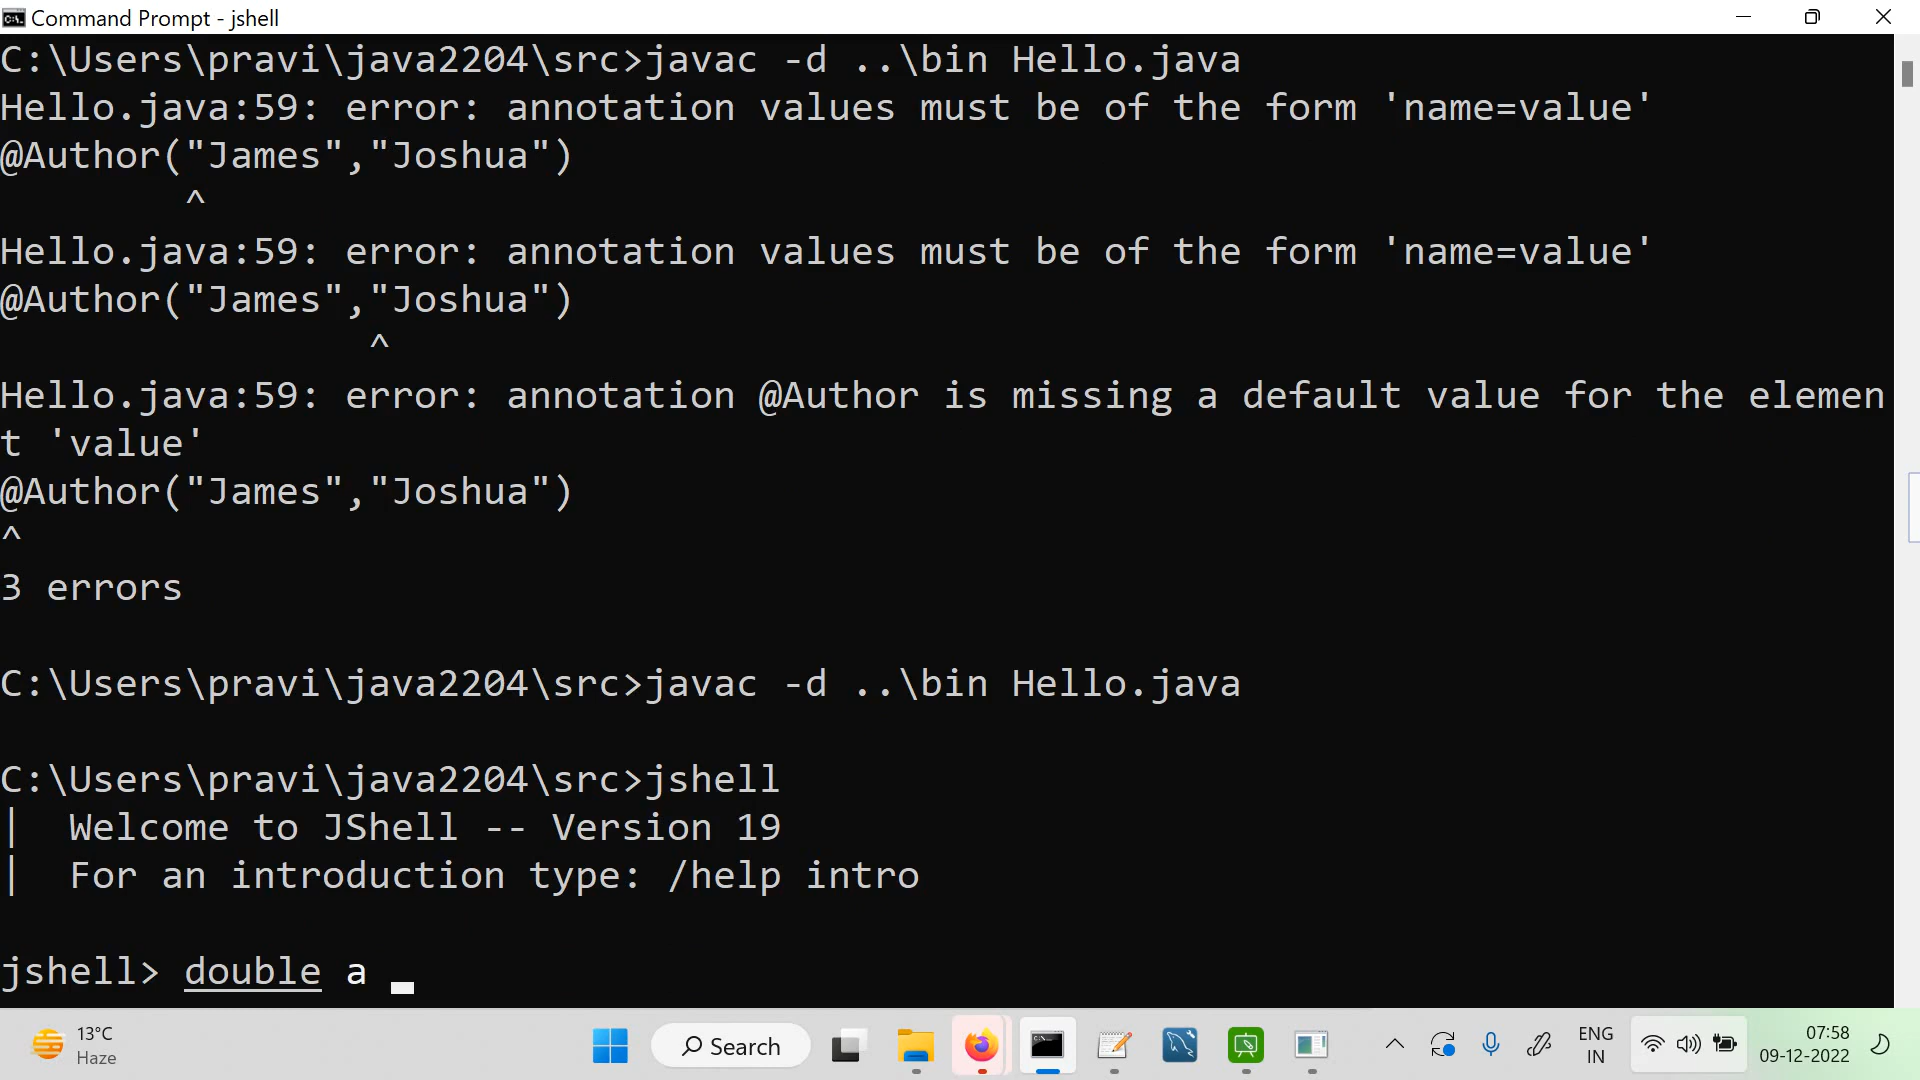 Command Prompt - jshell
C:\Users\pravi\java2204\src>javac -d ..\bin Hello.java
Hello.java:59: error: annotation values must be of the form 'name=value'
@Author("James","Joshua")
^
Hello.java:59: error: annotation values must be of the form 'name=value'
@Author("James","Joshua")
^
Hello.java:59: error: annotation @Author is missing a default value for the elemen
t 'value'
@Author("James","Joshua")
^
3 errors
C:\Users\pravi\java2204\src>javac -d ..\bin Hello.java
C:\Users\pravi\java2204\src>jshell
|  Welcome to JShell -- Version 19
|  For an introduction type: /help intro
jshell> double a _
13°C
Haze
Search
ENG
IN
07:58
09-12-2022